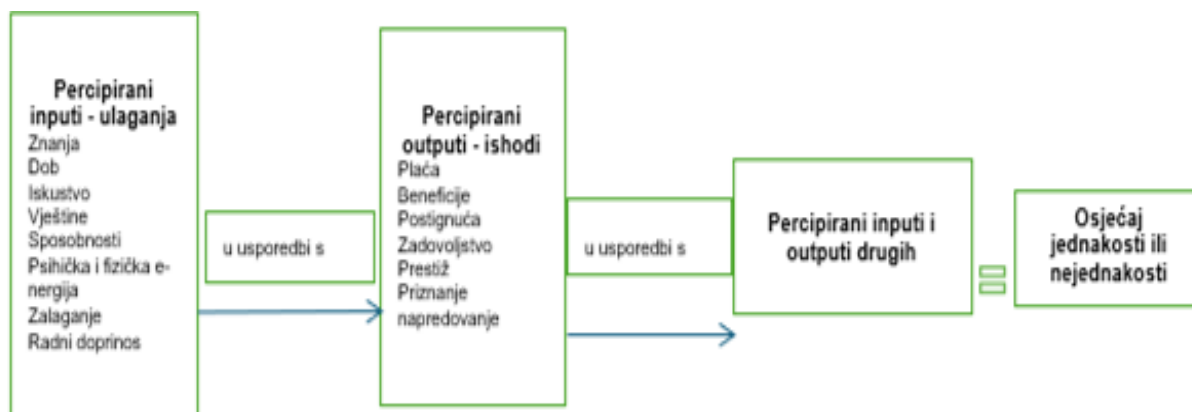 Percipirani
inputi - ulaganja
Znanja
Dob
Iskustvo
Vještine
Sposobnosti
Psihička i fizička e-
nergija
Zalaganje
Radni doprinos
u usporedbi s
Percipirani
outputi - ishodi
Plaća
Beneficije
Postignuća
Zadovoljstvo
Prestiž
Priznanje
napredovanje
u usporedbi s
Percipirani inputi i
outputi drugih
=
Osjećaj
jednakosti ili
nejednakosti